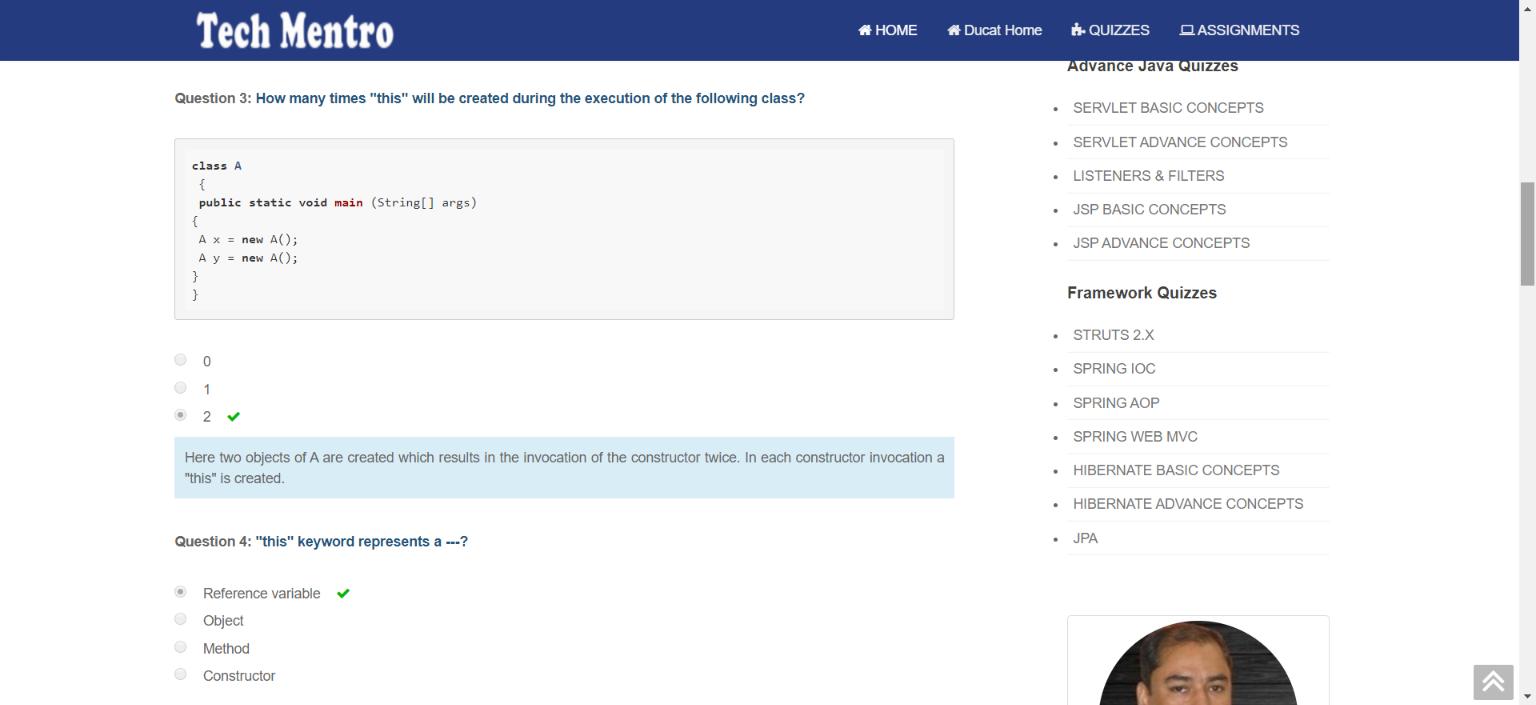 Tech Mentro
HOME
Ducat Home
QUIZZES
ASSIGNMENTS
Question 3: How many times "this" will be created during the execution of the following class?
class A
{
public static void main (String[] args)
{
A x = new A();
A y = new A();
}
}
0
1
2
Here two objects of A are created which results in the invocation of the constructor twice. In each constructor invocation a
"this" is created.
Question 4: "this" keyword represents a ---?
Reference variable
Object
Method
Constructor
Advance Java Quizzes
SERVLET BASIC CONCEPTS
SERVLET ADVANCE CONCEPTS
LISTENERS & FILTERS
JSP BASIC CONCEPTS
JSP ADVANCE CONCEPTS
Framework Quizzes
STRUTS 2.X
SPRING IOC
SPRING AOP
SPRING WEB MVC
HIBERNATE BASIC CONCEPTS
HIBERNATE ADVANCE CONCEPTS
JPA